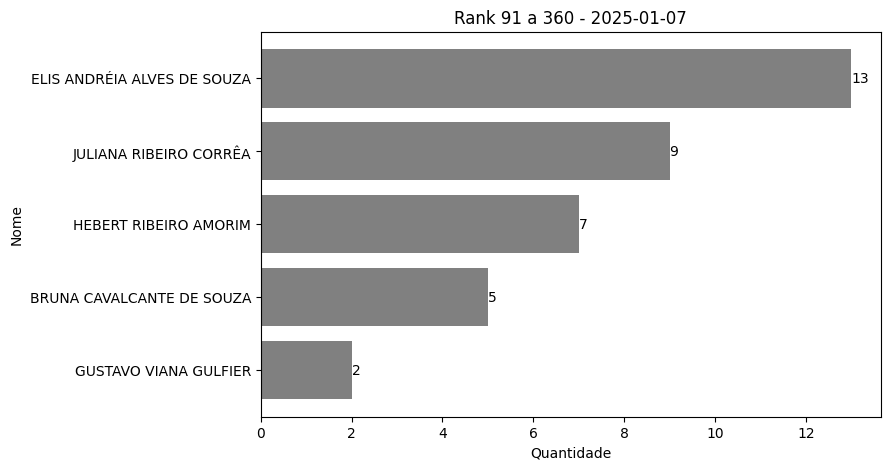 Rank 91 a 360 - 2025-01-07
ELIS ANDRÉIA ALVES DE SOUZA
13
JULIANA RIBEIRO CORRÊA
9
HEBERT RIBEIRO AMORIM
7
BRUNA CAVALCANTE DE SOUZA
5
GUSTAVO VIANA GULFIER
2
Nome
0 2 4 6 8 10 12
Quantidade